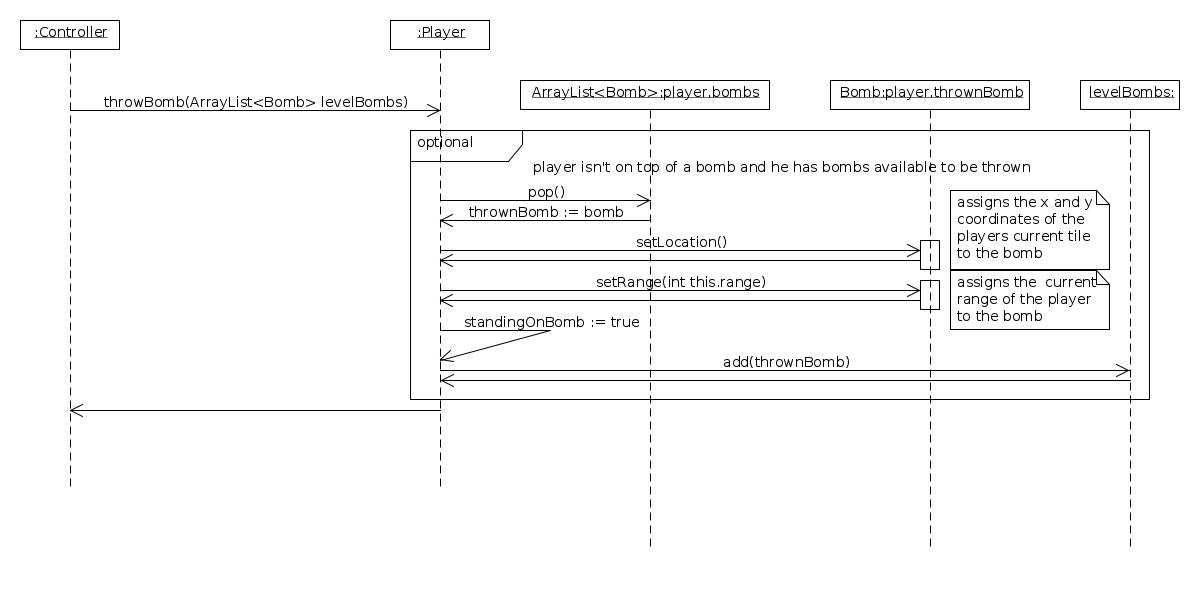 :Controller
:Player
ArrayList<Bomb>:player.bombs
Bomb:player.thrownBomb
levelBombs:
throwBomb(ArrayList<Bomb> levelBombs)
optional
player isn't on top of a bomb and he has bombs available to be thrown
pop()
thrownBomb := bomb
setLocation()
assigns the x and y
coordinates of the
players current tile
to the bomb
setRange(int this.range)
assigns the  current
range of the player
to the bomb
standingOnBomb := true
add(thrownBomb)